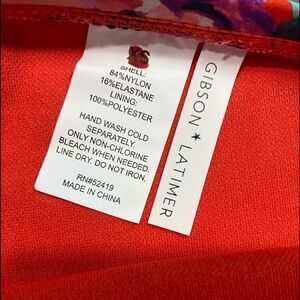 SHELL:
84%NYLON
16%ELASTANE
LINING:
100%POLYESTER
HAND WASH COLD
SEPARATELY.
ONLY NON-CHLORINE
BLEACH WHEN NEEDED.
LINE DRY. DO NOT IRON.
RN#52419
MADE IN CHINA
GIBSON ★ LATIMER